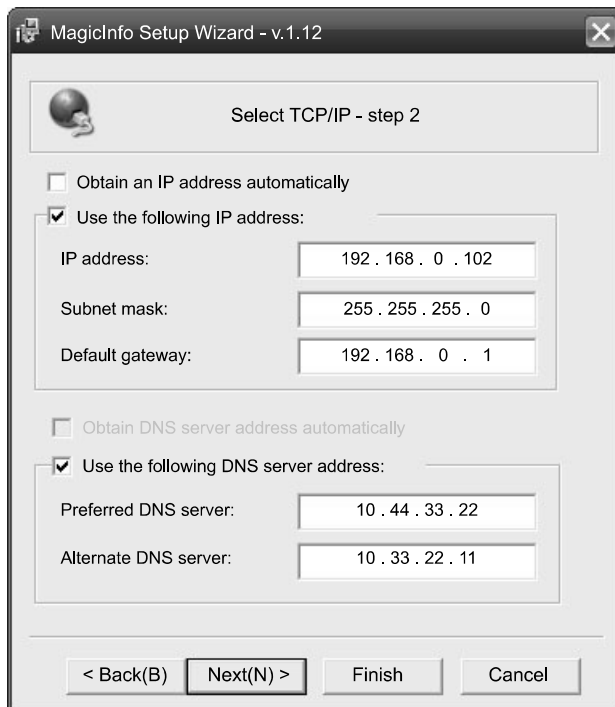 MagicInfo Setup Wizard - v.1.12
Select TCP/IP - step 2
Obtain an IP address automatically
Use the following IP address:
IP address: 192 . 168 . 0 . 102
Subnet mask: 255 . 255 . 255 . 0
Default gateway: 192 . 168 . 0 . 1
Obtain DNS server address automatically
Use the following DNS server address:
Preferred DNS server: 10 . 44 . 33 . 22
Alternate DNS server: 10 . 33 . 22 . 11
< Back(B) Next(N) > Finish Cancel